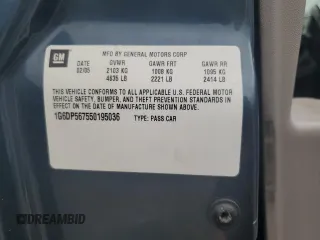 GM
MFD BY GENERAL MOTORS CORP
DATE GVWR GAWR FRT GAWR RR
02/05 2103 KG 1008 KG 1095 KG
4635 LB 2221 LB 2414 LB
THIS VEHICLE CONFORMS TO ALL APPLICABLE U.S. FEDERAL MOTOR
VEHICLE SAFETY, BUMPER, AND THEFT PREVENTION STANDARDS
IN EFFECT ON THE DATE OF MANUFACTURE SHOWN ABOVE.
1G6DP567550195036 TYPE: PASS CAR
DREAMBID